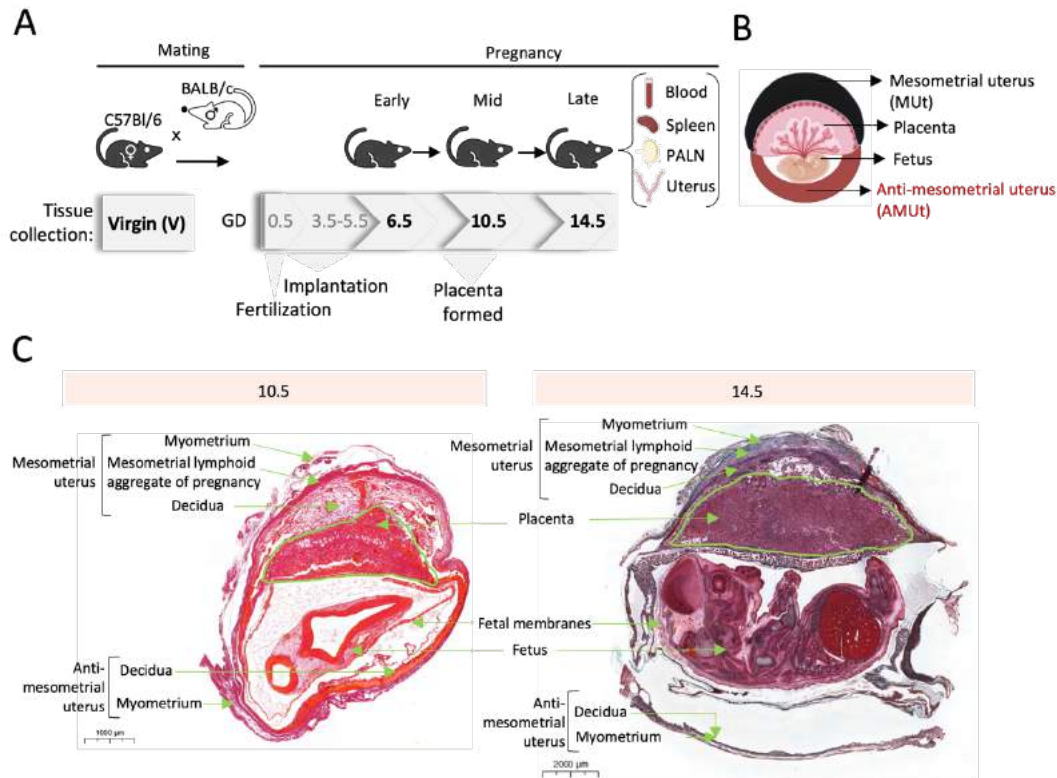 A
Mating
Pregnancy
BALB/c
C57Bl/6
x
Early
Mid
Late
Blood
Spleen
PALN
Uterus
Tissue
collection:
Virgin (V)
GD
0.5
3.5-5.5
6.5
10.5
14.5
Implantation
Fertilization
Placenta
formed
B
Mesometrial uterus
(MUt)
Placenta
Fetus
Anti-mesometrial uterus
(AMUt)
C
10.5
14.5
Mesometrial
uterus
Myometrium
Mesometrial lymphoid
aggregate of pregnancy
Decidua
Mesometrial
uterus
Myometrium
Mesometrial lymphoid
aggregate of pregnancy
Decidua
Placenta
Fetal membranes
Fetus
Anti-
mesometrial
uterus
Decidua
Myometrium
Anti-
mesometrial
uterus
Decidua
Myometrium
1000 µm
2000 µm